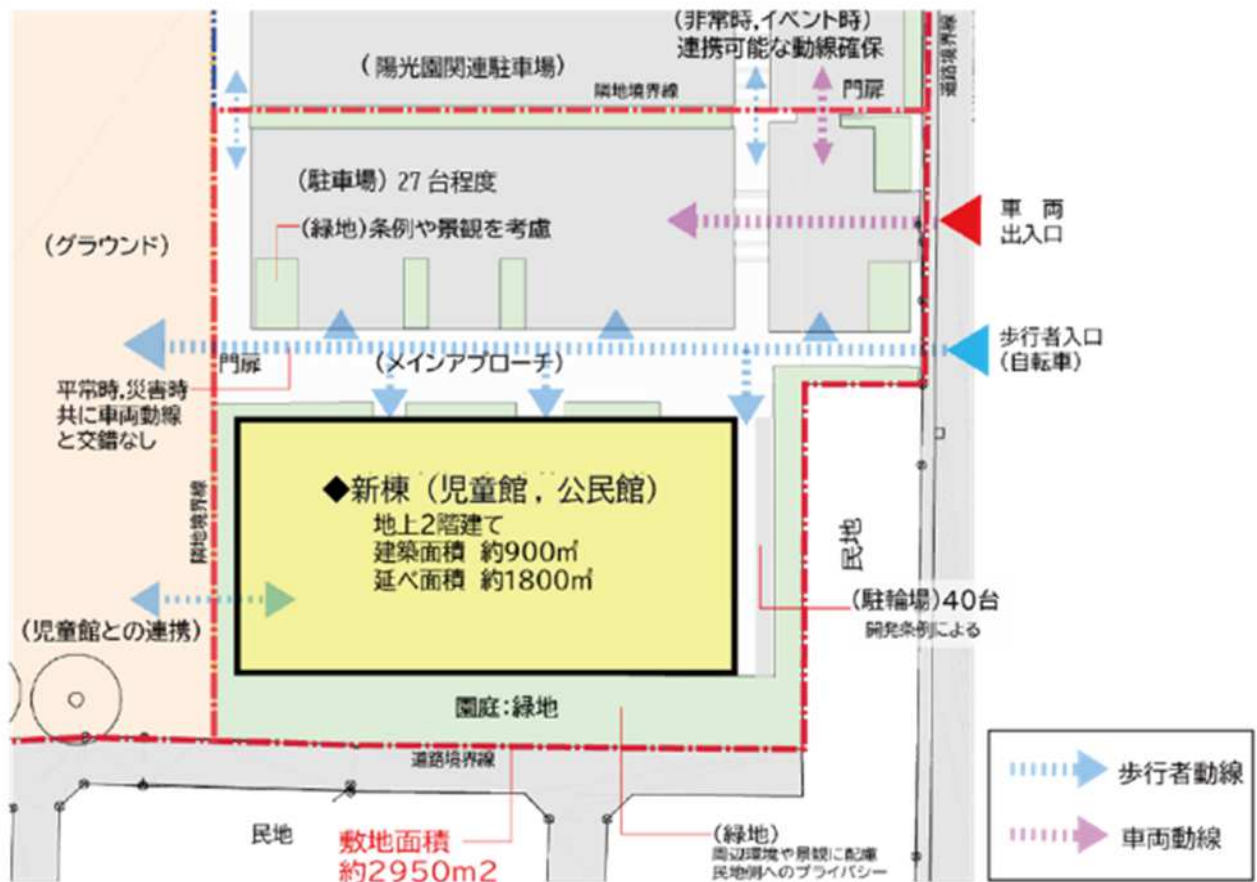 (非常時,イベント時)
連携可能な動線確保
(陽光園関連駐車場)
隣地境界線
門扉
道路境界線
(駐車場) 27台程度
(緑地)条例や景観を考慮
(グラウンド)
車 両
出入口
歩行者入口
(自転車)
門扉
(メインアプローチ)
平常時,災害時
共に車両動線
と交錯なし
隣地境界線
◆新棟(児童館,公民館)
地上2階建て
建築面積 約900㎡
延べ面積 約1800㎡
民地
(駐輪場)40台
開発条例による
(児童館との連携)
園庭:緑地
道路境界線
歩行者動線
車両動線
民地
敷地面積
約2950m2
(緑地)
周辺環境や景観に配慮
民地側へのプライバシー